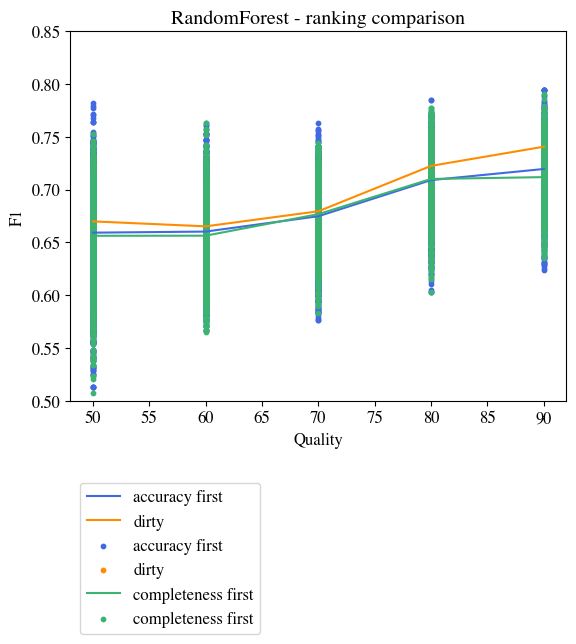 RandomForest - ranking comparison
0.85
0.80
0.75
0.70
0.65
0.60
0.55
0.50
F1
50 55 60 65 70 75 80 85 90
Quality
accuracy first
dirty
accuracy first
dirty
completeness first
completeness first